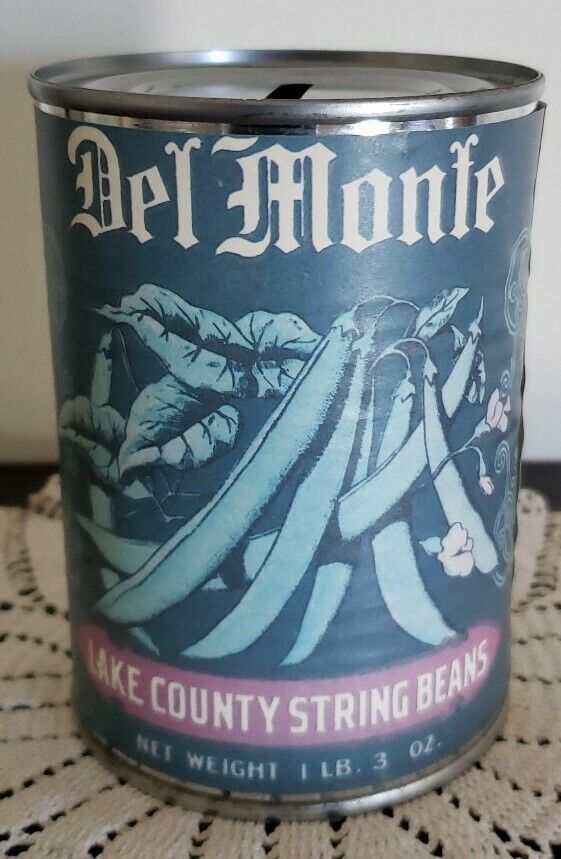 Del Monte
LAKE COUNTY STRING BEANS
NET WEIGHT 1 LB. 3 OZ.